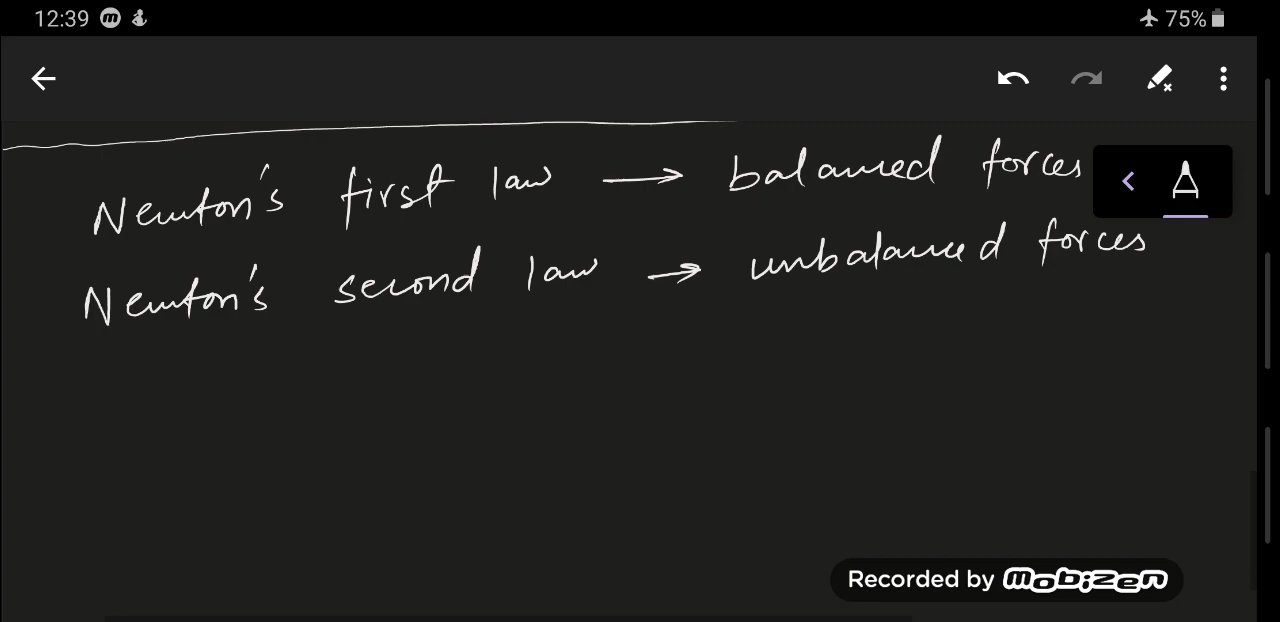 12:39 75%
Newton's first law → balanced forces
Newton's second law → unbalanced forces
Recorded by mobizen